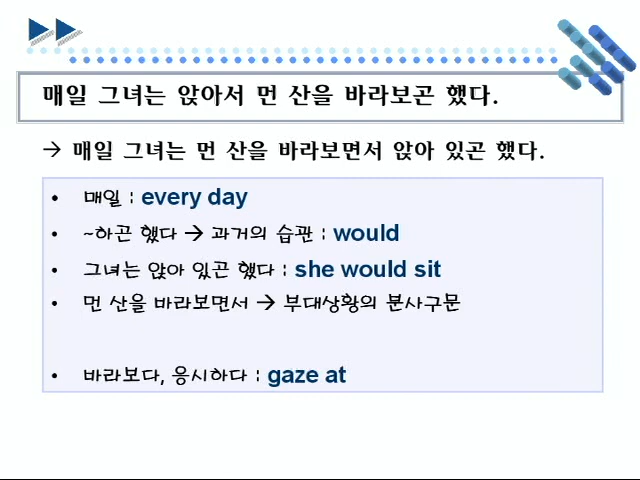 매일 그녀는 앉아서 먼 산을 바라보곤 했다.
→ 매일 그녀는 먼 산을 바라보면서 앉아 있곤 했다.
• 매일 : every day
• ~하곤 했다 → 과거의 습관 : would
• 그녀는 앉아 있곤 했다 : she would sit
• 먼 산을 바라보면서 → 부대상황의 분사구문
• 바라보다, 응시하다 : gaze at